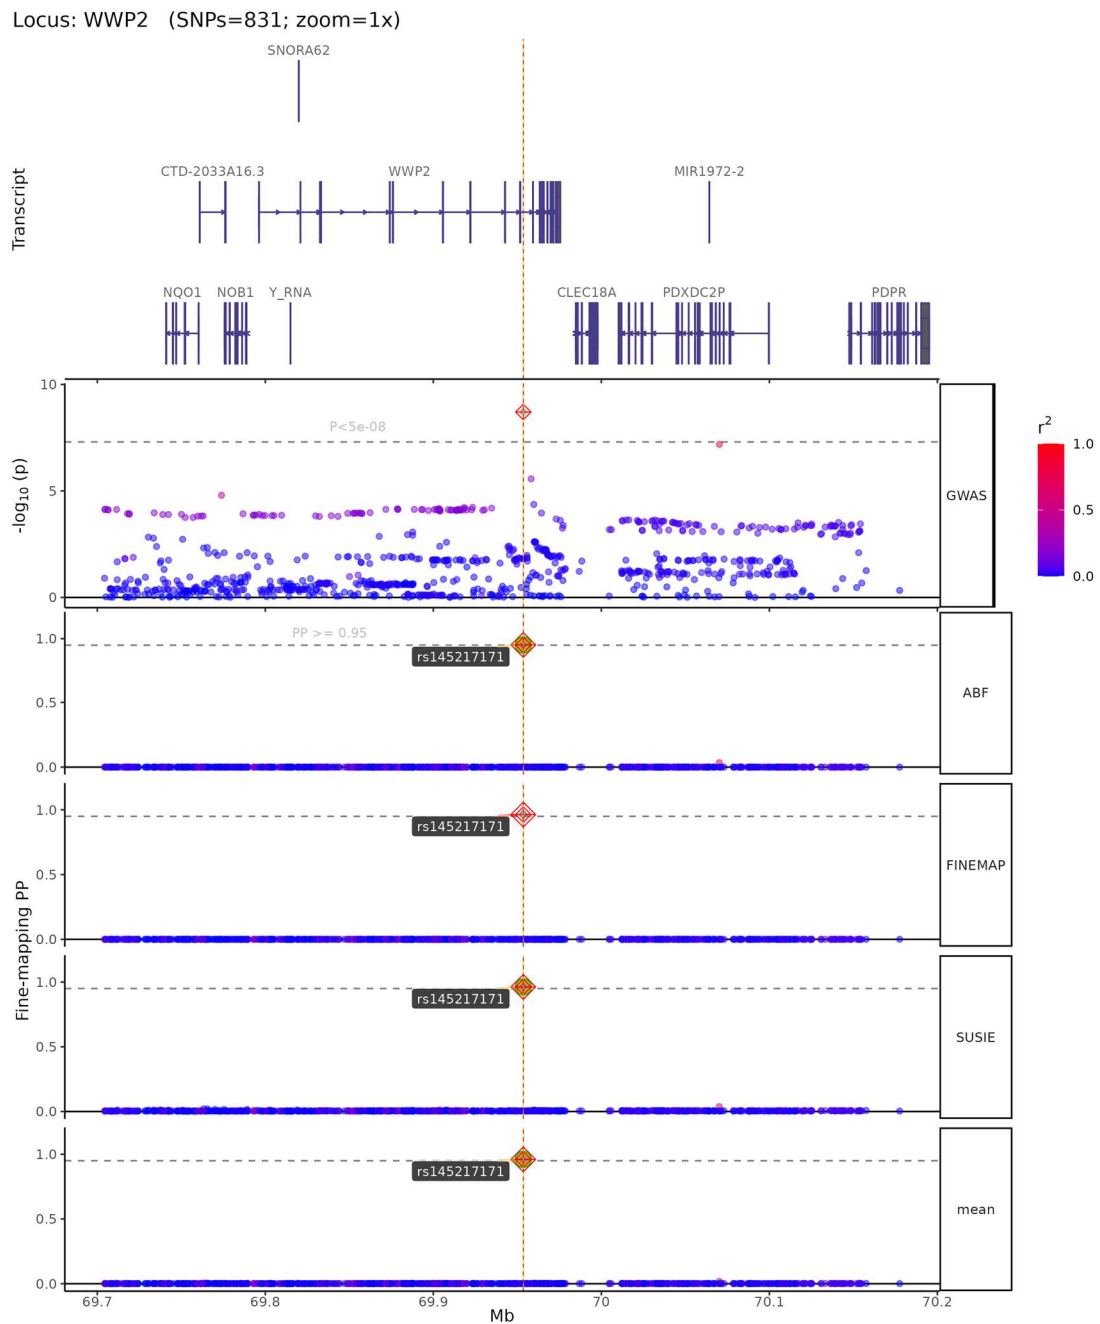 Locus: WWP2 (SNPs=831; zoom=1x)
SNORA62
CTD-2033A16.3 WWP2 MIR1972-2
Transcript
NQO1 NOB1 Y_RNA CLEC18A PDXDC2P PDPR
10
P<5e-08
5
0
-log10 (p)
GWAS
r2
1.0
0.5
0.0
1.0
PP >= 0.95
rs145217171
0.5
0.0
ABF
1.0
rs145217171
0.5
0.0
FINEMAP
Fine-mapping PP
1.0
rs145217171
0.5
0.0
SUSIE
1.0
rs145217171
0.5
0.0
mean
69.7 69.8 69.9 70 70.1 70.2
Mb